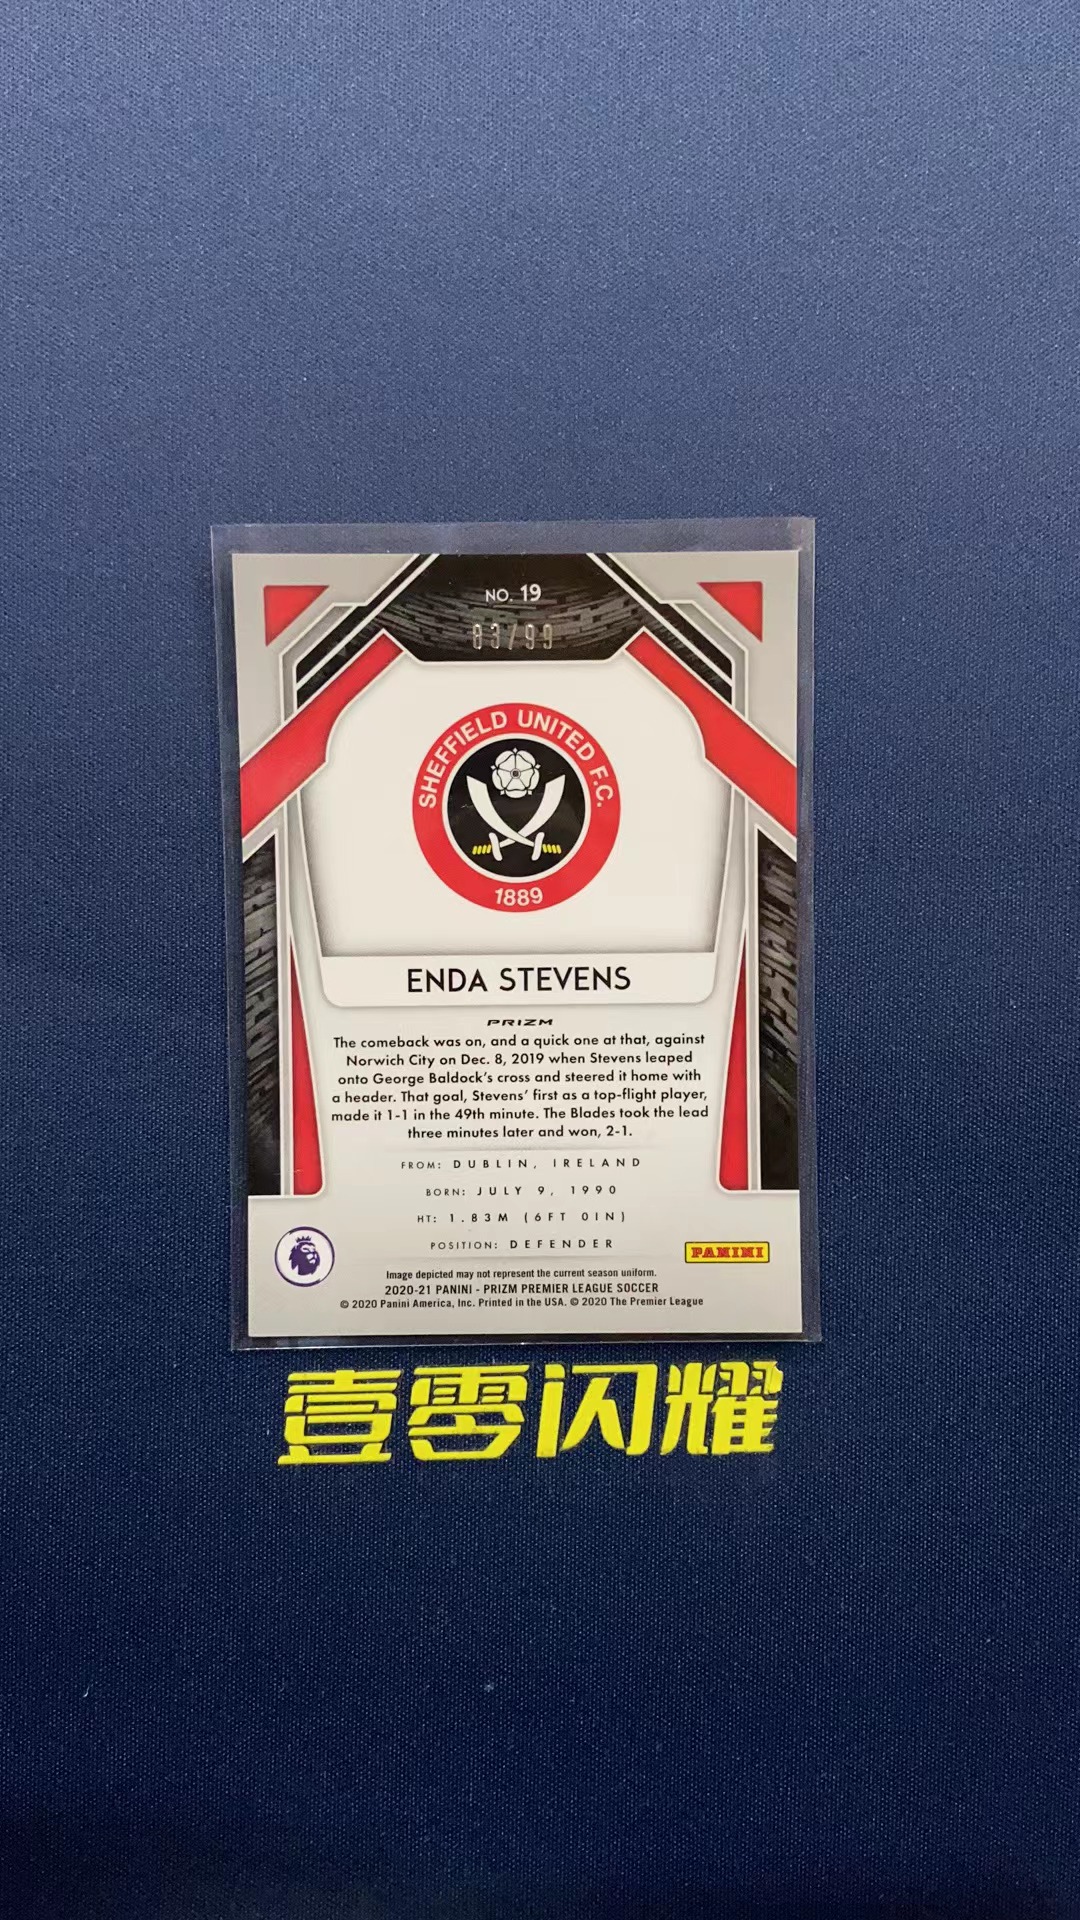 NO. 19
83/99
SHEFFIELD UNITED F.C.
1889
ENDA STEVENS
PRIZM
The comeback was on, and a quick one at that, against
Norwich City on Dec. 8, 2019 when Stevens leaped
onto George Baldock's cross and steered it home with
a header. That goal, Stevens' first as a top-flight player,
made it 1-1 in the 49th minute. The Blades took the lead
three minutes later and won, 2-1.
FROM: DUBLIN, IRELAND
BORN: JULY 9, 1990
HT: 1.83M (6FT 0IN)
POSITION: DEFENDER
PANINI
Image depicted may not represent the current season uniform.
2020-21 PANINI - PRIZM PREMIER LEAGUE SOCCER
© 2020 Panini America, Inc. Printed in the USA. © 2020 The Premier League
壹零闪耀